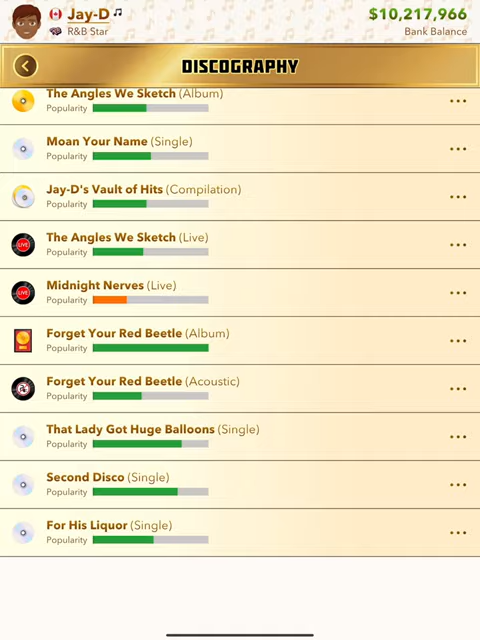 Jay-D
R&B Star
$10,217,966
Bank Balance
DISCOGRAPHY
The Angles We Sketch (Album)
Popularity
Moan Your Name (Single)
Popularity
Jay-D's Vault of Hits (Compilation)
Popularity
The Angles We Sketch (Live)
Popularity
LIVE
Midnight Nerves (Live)
Popularity
LIVE
Forget Your Red Beetle (Album)
Popularity
Forget Your Red Beetle (Acoustic)
Popularity
That Lady Got Huge Balloons (Single)
Popularity
Second Disco (Single)
Popularity
For His Liquor (Single)
Popularity